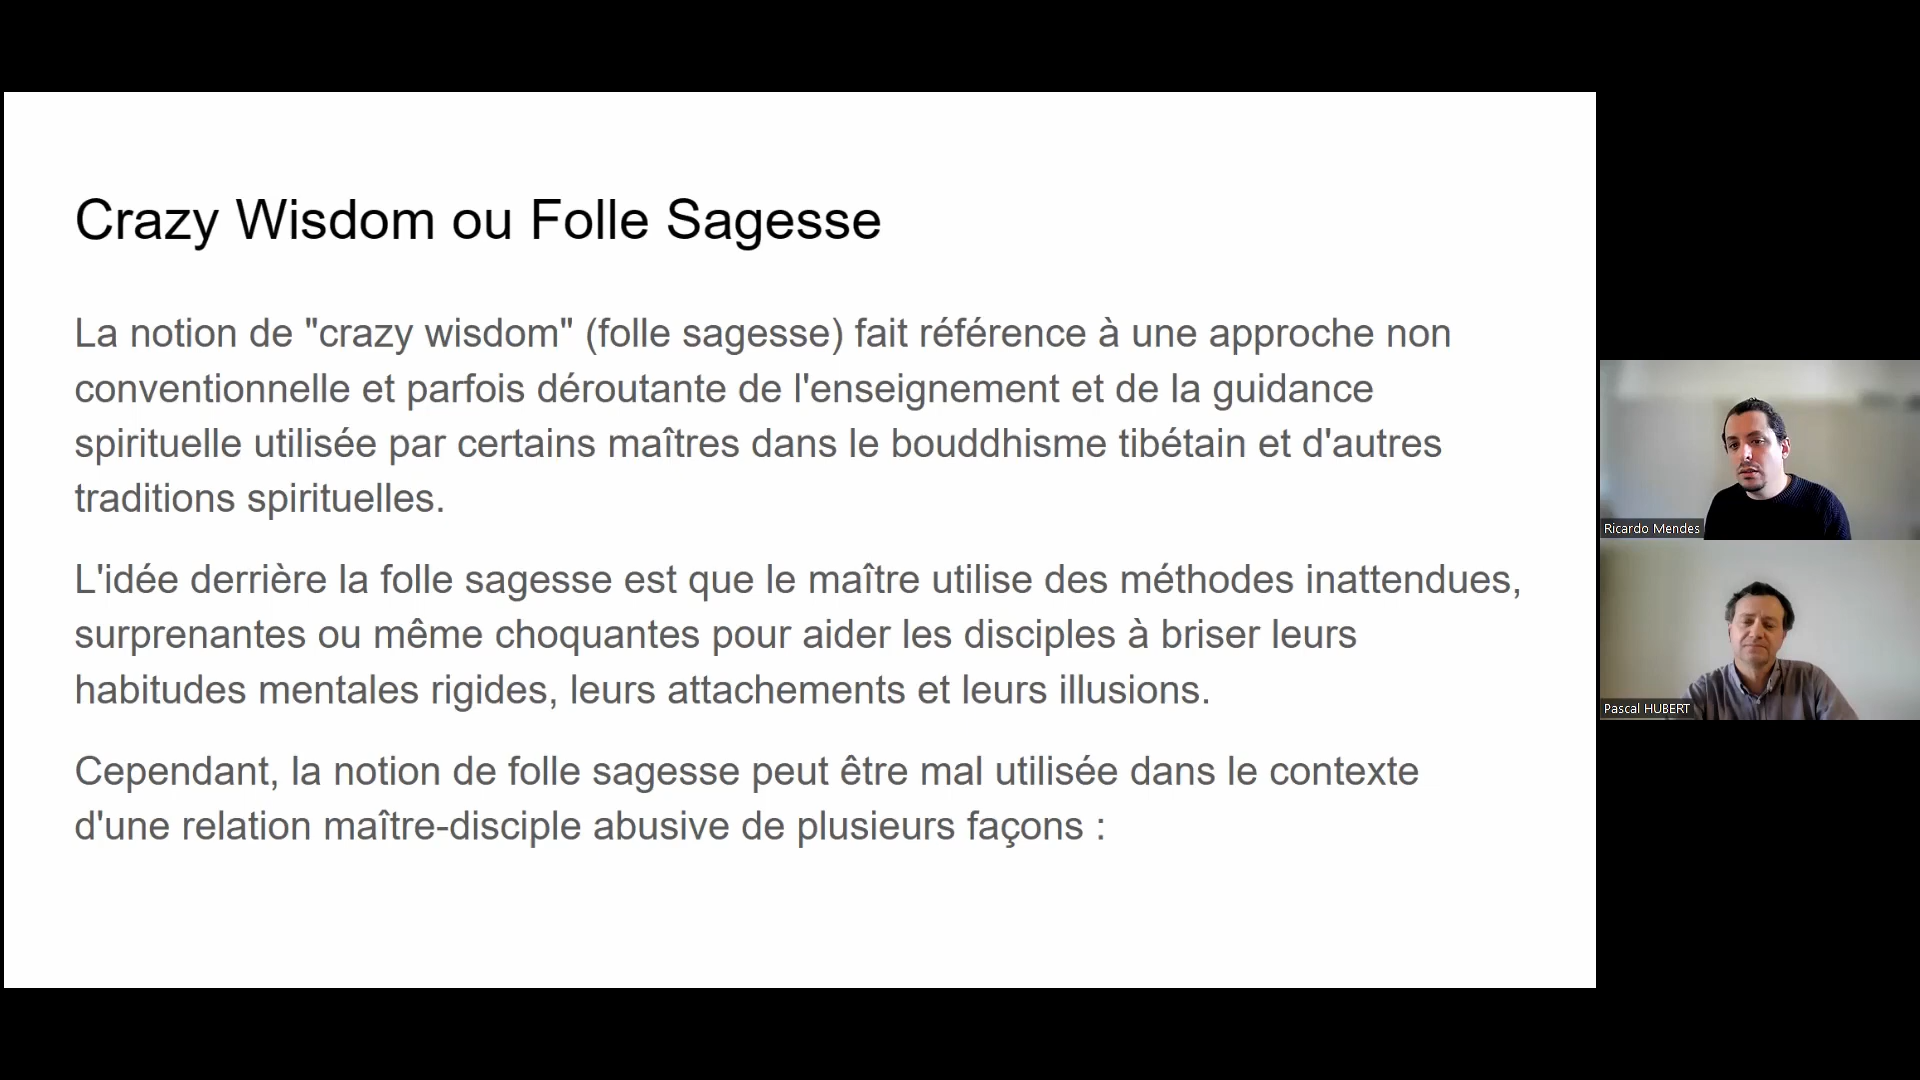 Crazy Wisdom ou Folle Sagesse
La notion de "crazy wisdom" (folle sagesse) fait référence à une approche non
conventionnelle et parfois déroutante de l'enseignement et de la guidance
spirituelle utilisée par certains maîtres dans le bouddhisme tibétain et d'autres
traditions spirituelles.
L'idée derrière la folle sagesse est que le maître utilise des méthodes inattendues,
surprenantes ou même choquantes pour aider les disciples à briser leurs
habitudes mentales rigides, leurs attachements et leurs illusions.
Cependant, la notion de folle sagesse peut être mal utilisée dans le contexte
d'une relation maître-disciple abusive de plusieurs façons :
Ricardo Mendes
Pascal HUBERT